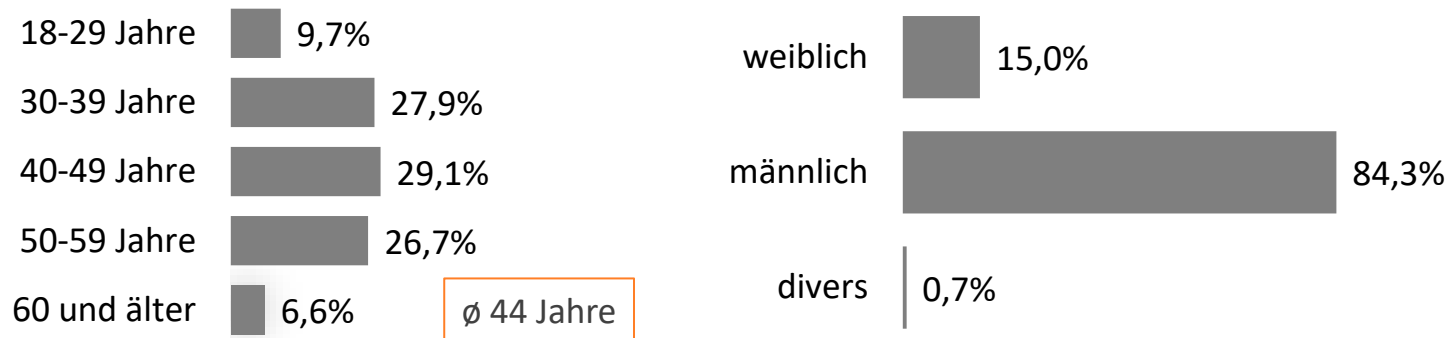 18-29 Jahre 9,7%
30-39 Jahre 27,9%
40-49 Jahre 29,1%
50-59 Jahre 26,7%
60 und älter 6,6%
ø 44 Jahre
weiblich 15,0%
männlich 84,3%
divers 0,7%